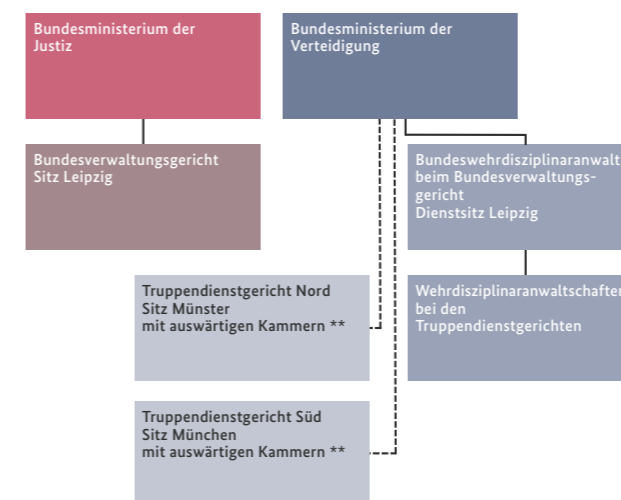 Bundesministerium der
Justiz
Bundesministerium der
Verteidigung
Bundesverwaltungsgericht
Sitz Leipzig
Bundeswehrdisziplinaranwalt
beim Bundesverwaltungs-
gericht
Dienstsitz Leipzig
Truppendienstgericht Nord
Sitz Münster
mit auswärtigen Kammern **
Wehrdisziplinaranwaltschaften
bei den
Truppendienstgerichten
Truppendienstgericht Süd
Sitz München
mit auswärtigen Kammern **